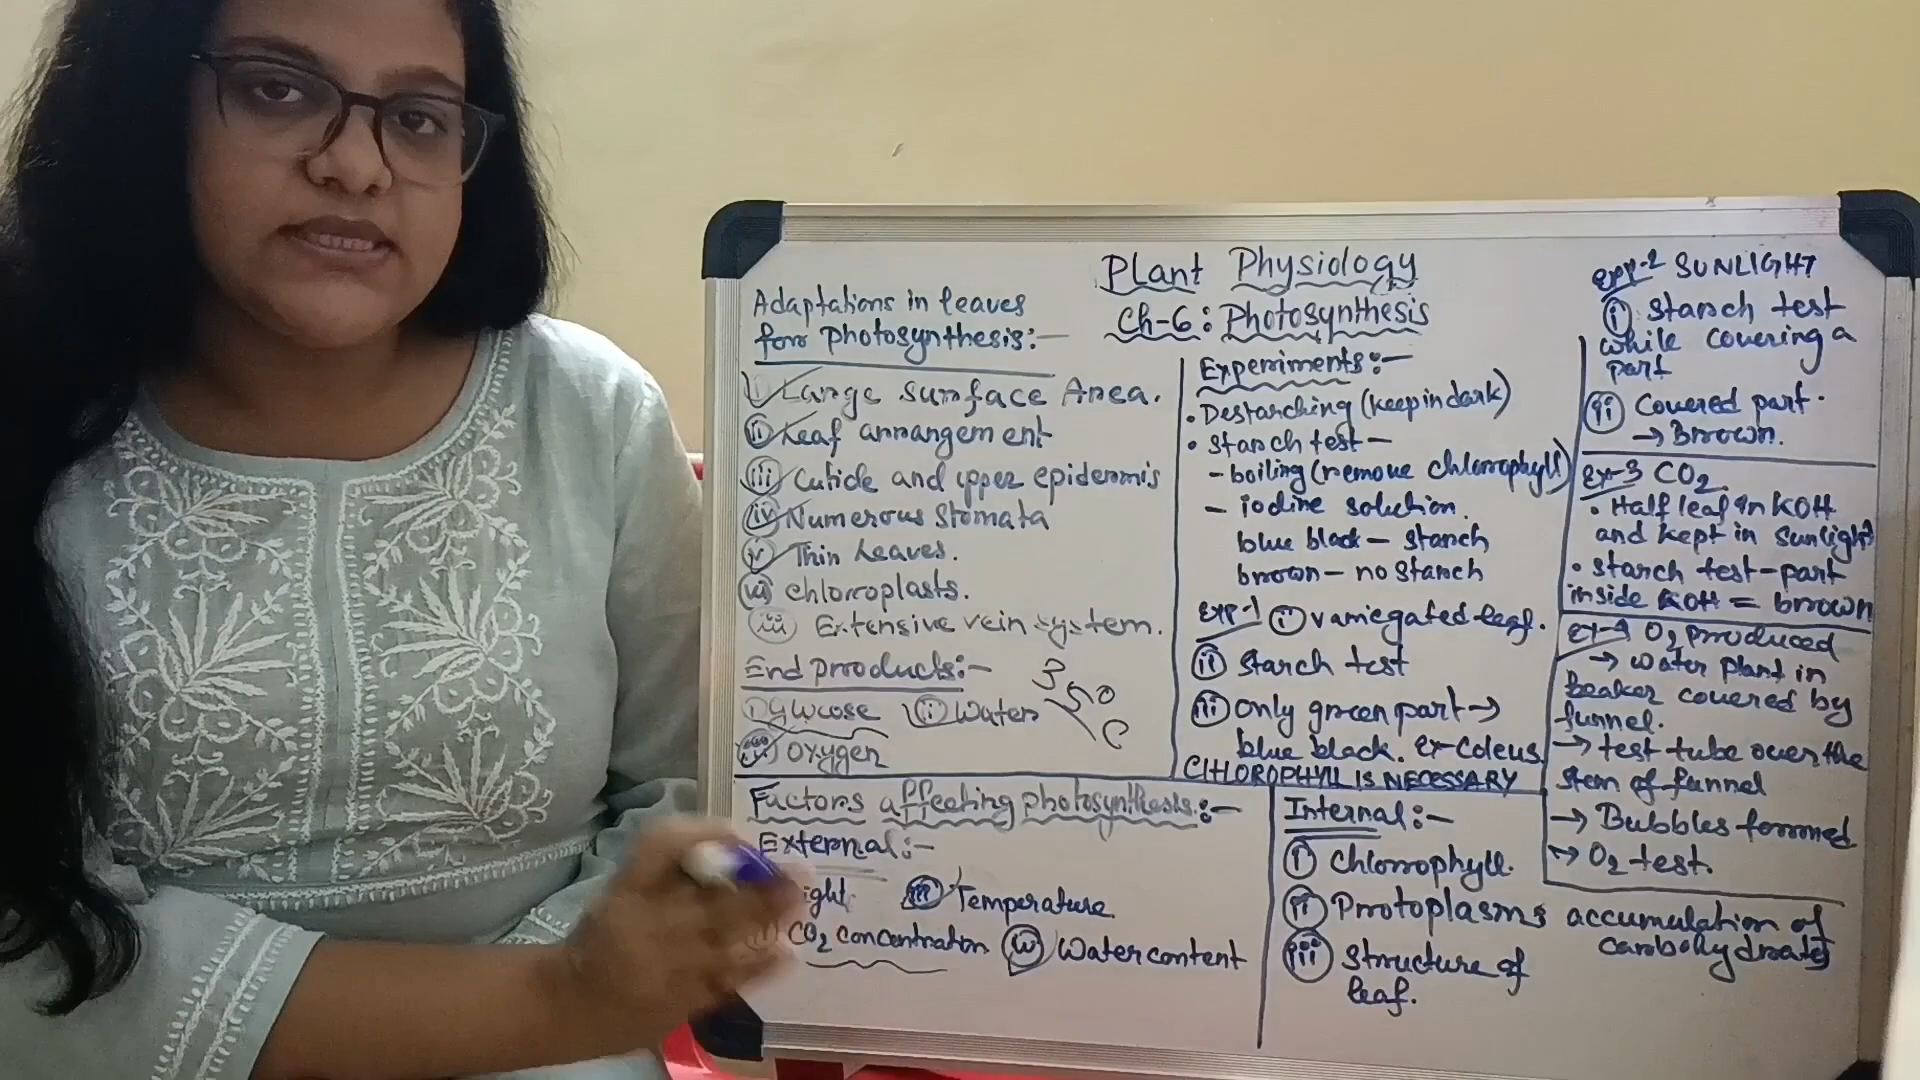 Plant Physiology
Ch-6: Photosynthesis
Adaptations in leaves
for photosynthesis:-
i) Large surface Area.
ii) Leaf arrangement
iii) Cuticle and upper epidermis
iv) Numerous Stomata
v) Thin Leaves.
vi) chloroplasts.
Extensive vein system.
End products:-
i) Glucose ii) Water
iii) Oxygen
35°C
Experiments:-
• Destarching (keep in dark)
• Starch test -
- boiling (remove chlorophyll)
- iodine solution.
blue black - starch
brown - no starch
Exp-1 i) variegated leaf.
ii) Starch test
iii) Only green part →
blue black. ex- Coleus
CHLOROPHYLL IS NECESSARY
exp-2 SUNLIGHT
i) Starch test
while covering a
part
ii) Covered part.
→ Brown.
Ex-3 CO2
• Half leaf in KOH
and kept in Sunlight
• Starch test - part
inside KOH = brown
ex-4 O2 produced
→ water plant in
beaker covered by
funnel.
→ test tube over the
stem of funnel
→ Bubbles formed
→ O2 test.
Factors affecting photosynthesis:-
External:-
ight iii) Temperature
CO2 concentration iv) Water content
Internal:-
i) Chlorophyll.
ii) Protoplasm; accumulation of
carbohydrates
iii) Structure of
leaf.